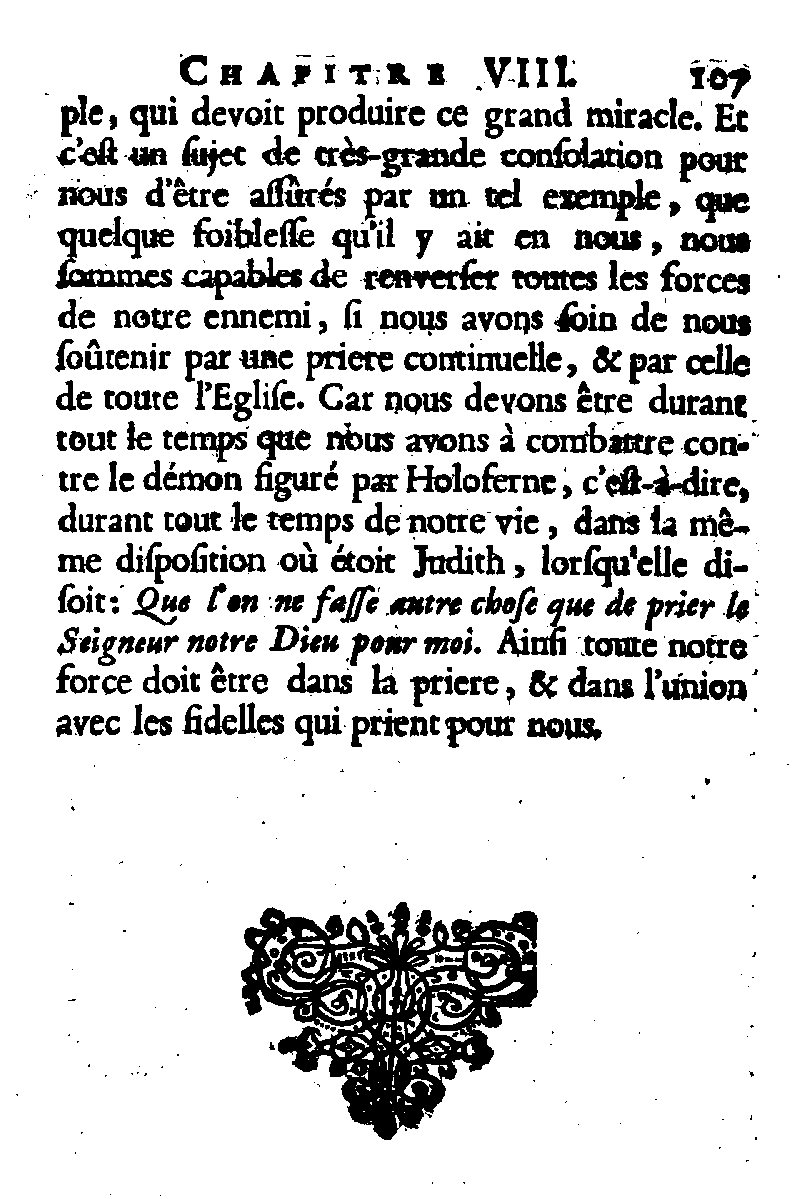 CHAPITRE VIII. 107
ple, qui devoit produire ce grand miracle. Et
c'eſt un ſujet de très-grande conſolation pour
nous d'être aſſûrés par un tel exemple, que
quelque foibleſſe qu'il y ait en nous, nous
ſommes capables de renverſer toutes les forces
de notre ennemi, ſi nous avons ſoin de nous
ſoûtenir par une priere continuelle, & par celle
de toute l'Egliſe. Car nous devons être durant
tout le temps que nous avons à combattre con-
tre le démon figuré par Holoferne, c'eſt-à-dire,
durant tout le temps de notre vie, dans la mê-
me diſpoſition où étoit Judith, lorſqu'elle di-
ſoit: Que l'on ne faſſe autre choſe que de prier le
Seigneur notre Dieu pour moi. Ainſi toute notre
force doit être dans la priere, & dans l'union
avec les fidelles qui prient pour nous.